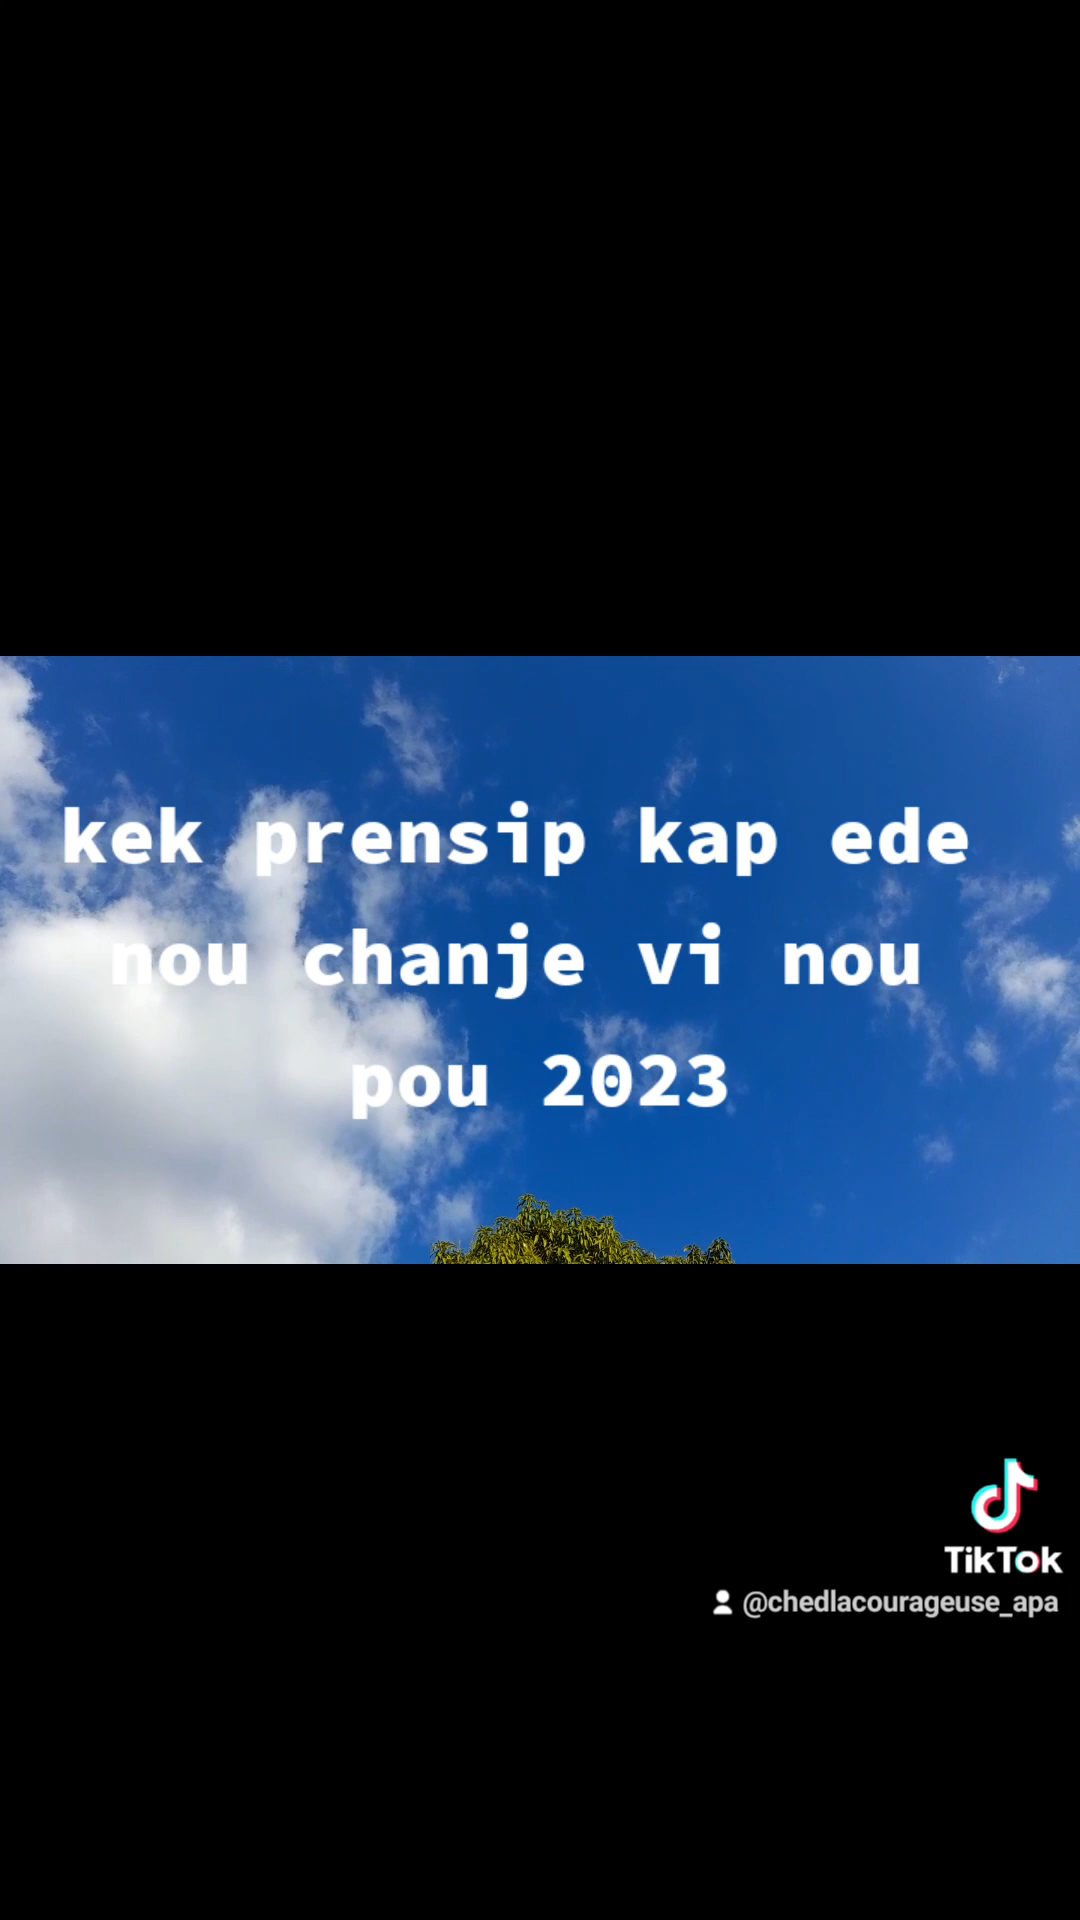 kek prensip kap ede
nou chanje vi nou
pou 2023
TikTok
@chedlacourageuse_apa